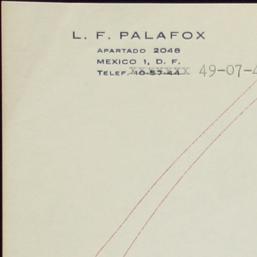 L. F. PALAFOX
APARTADO 2048
MEXICO 1, D. F.
TELEF. 10-57-44 49-07-4